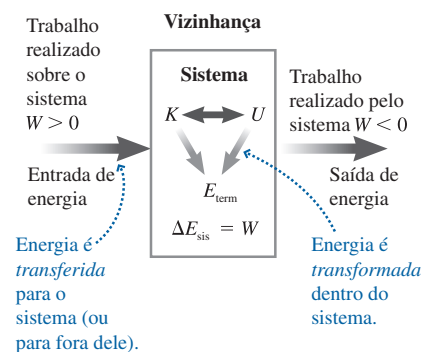 Vizinhança
Trabalho
realizado
sobre o
sistema
W > 0
Entrada de
energia
Energia é
transferida
para o
sistema (ou
para fora dele).
Sistema
K U
E_term
ΔE_sis = W
Trabalho
realizado pelo
sistema W < 0
Saída de
energia
Energia é
transformada
dentro do
sistema.